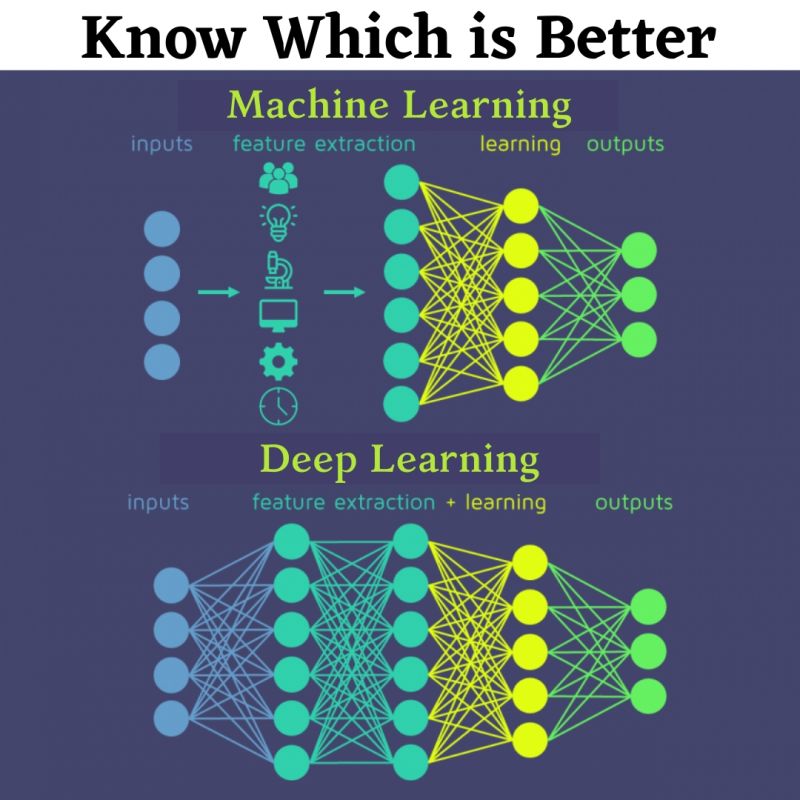 Know Which is Better
Machine Learning
inputs feature extraction learning outputs
Deep Learning
inputs feature extraction + learning outputs